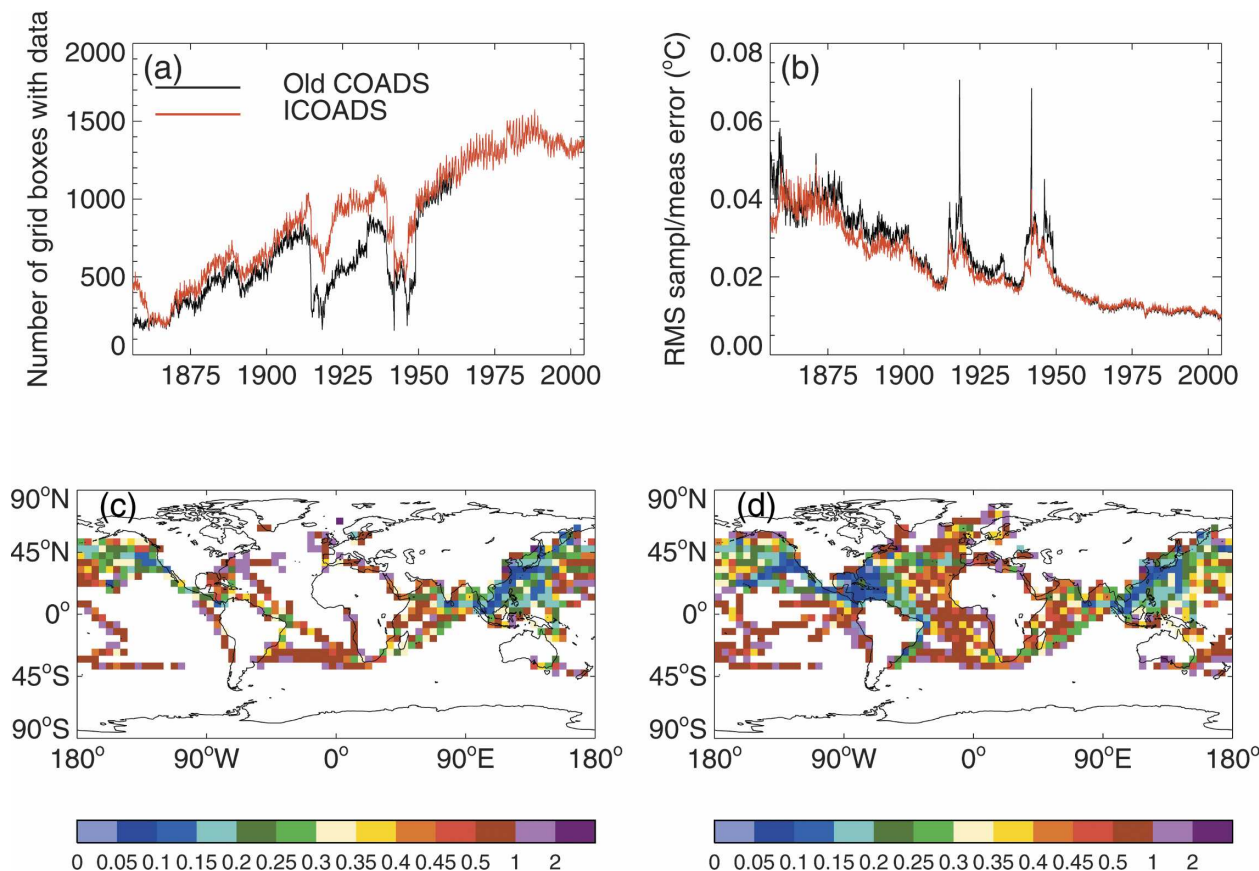 (a)
Old COADS
ICOADS
Number of grid boxes with data
2000
1500
1000
500
0
1875 1900 1925 1950 1975 2000
(b)
RMS sampl/meas error (°C)
0.08
0.06
0.04
0.02
0.00
1875 1900 1925 1950 1975 2000
(c)
90°N
45°N
0°
45°S
90°S
180° 90°W 0° 90°E 180°
0 0.05 0.1 0.15 0.2 0.25 0.3 0.35 0.4 0.45 0.5 1 2
(d)
90°N
45°N
0°
45°S
90°S
180° 90°W 0° 90°E 180°
0 0.05 0.1 0.15 0.2 0.25 0.3 0.35 0.4 0.45 0.5 1 2